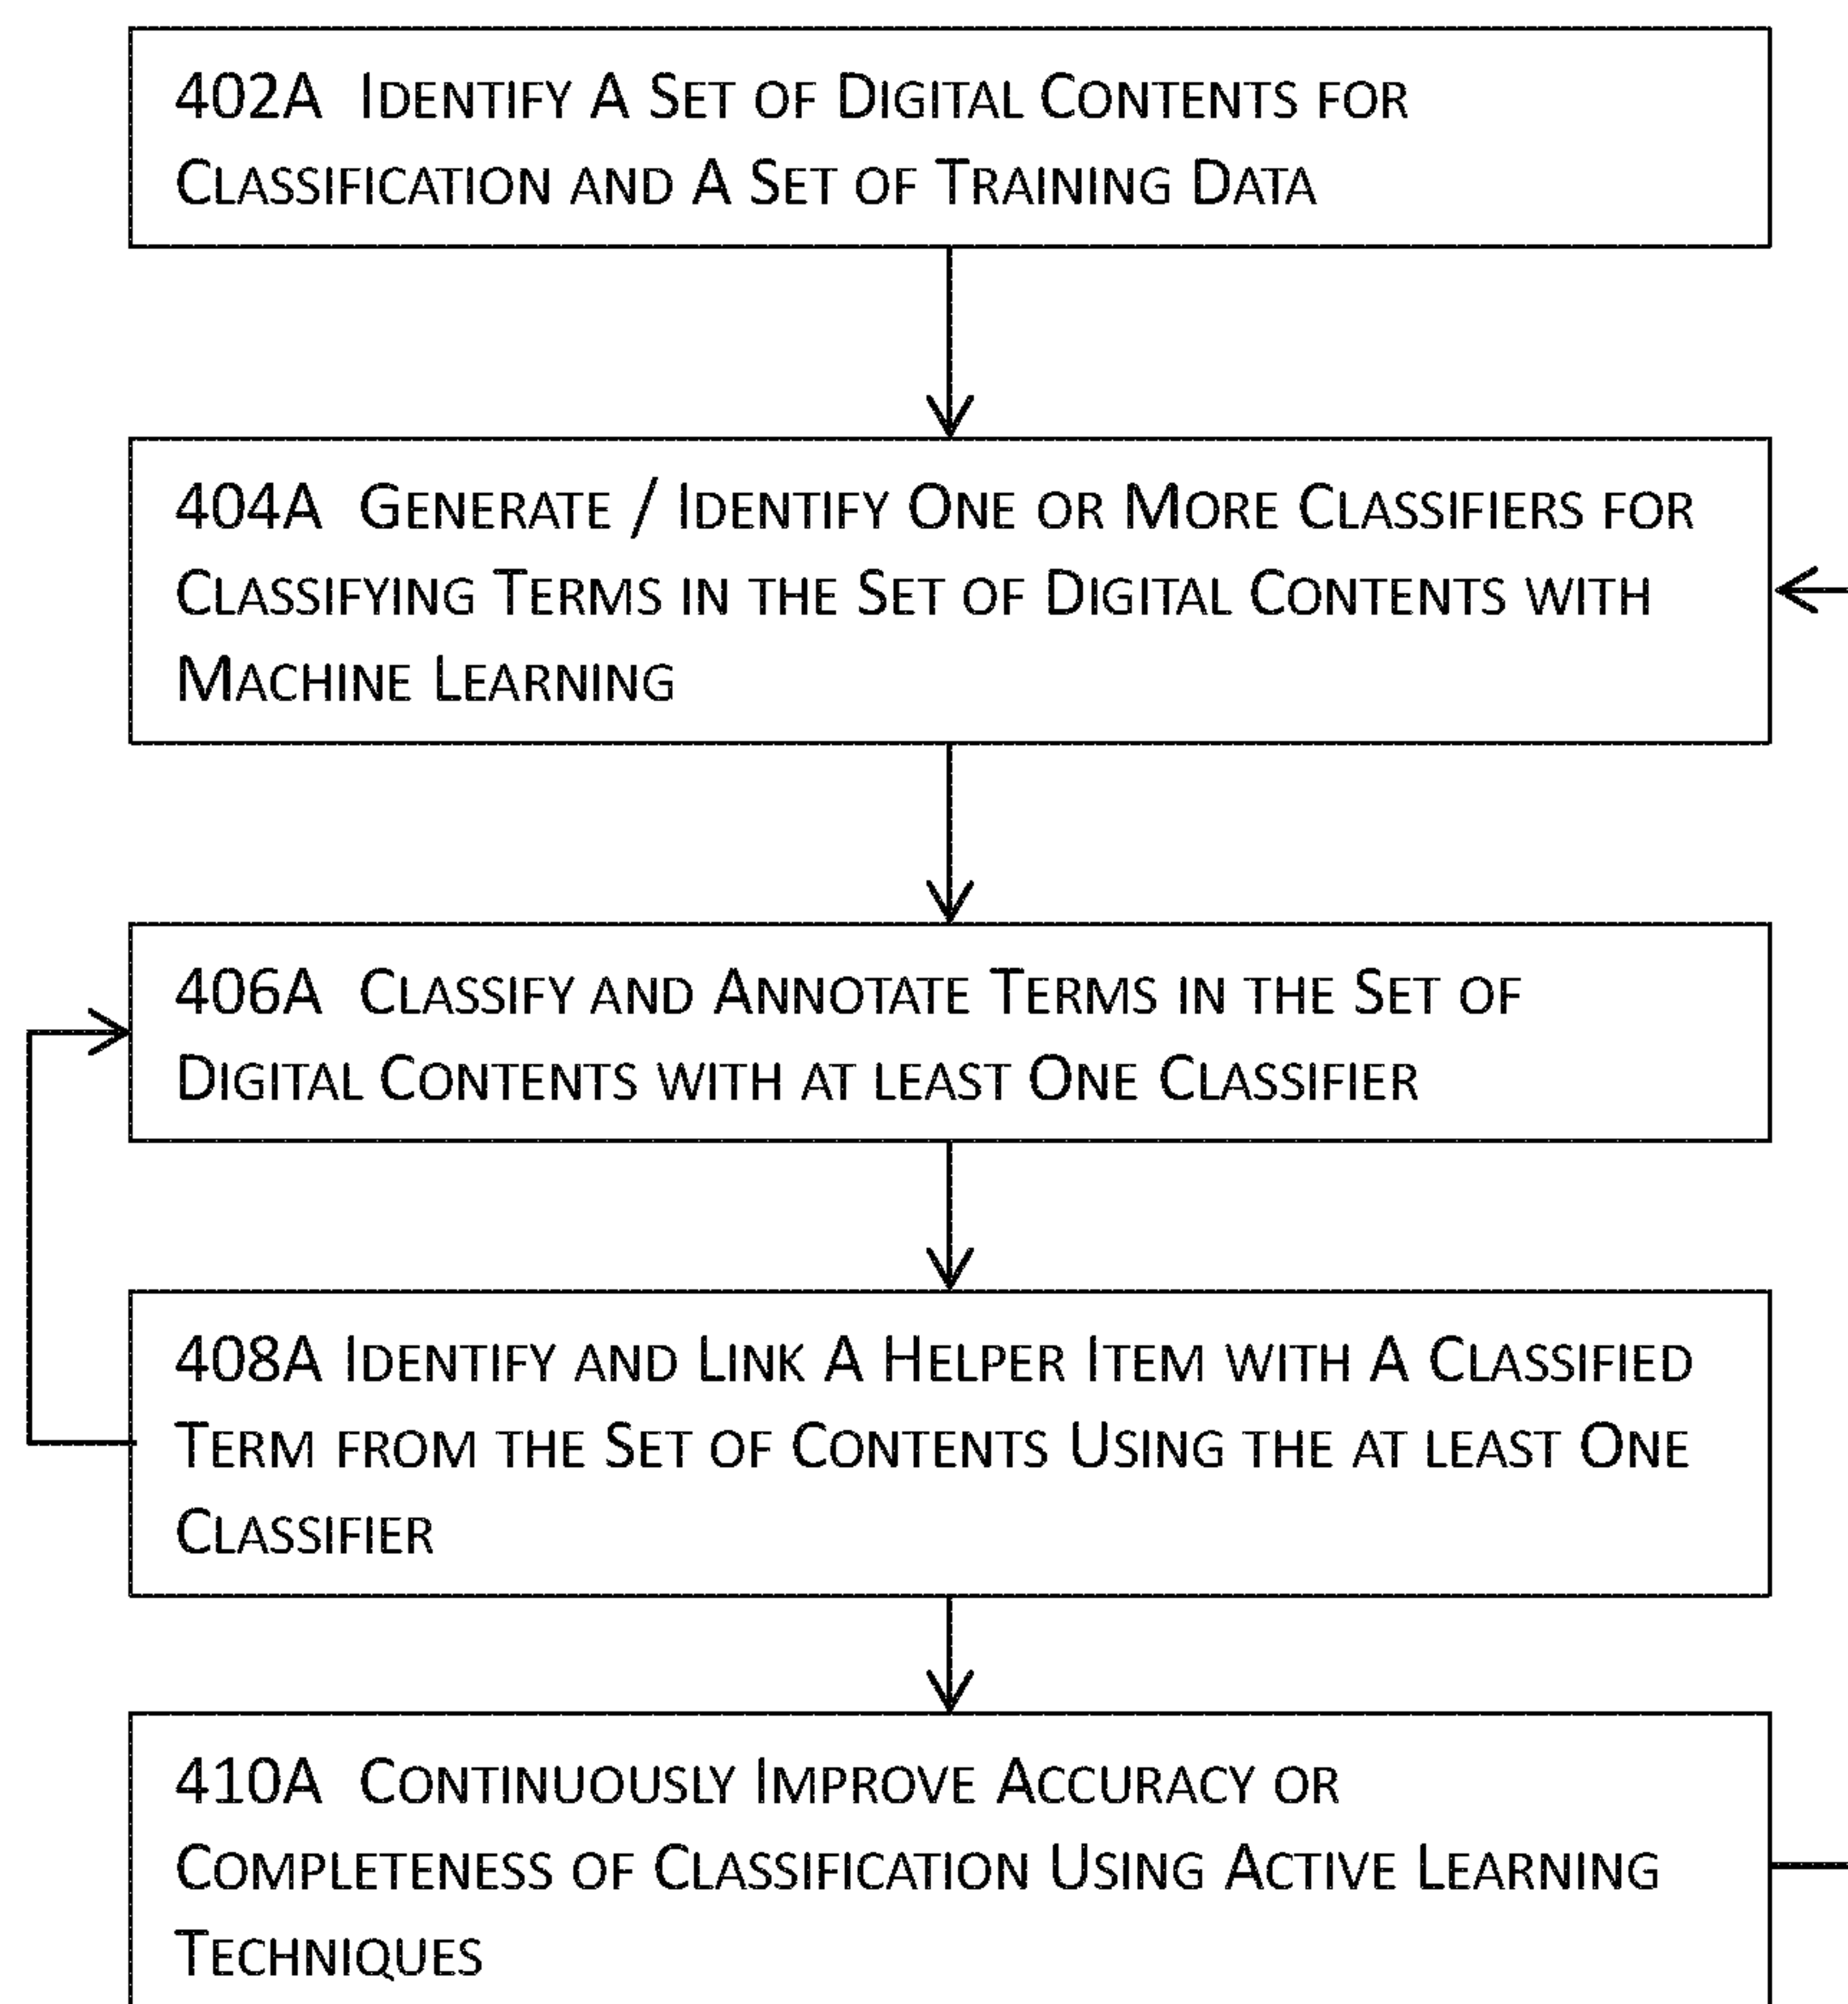 402A Identify A Set of Digital Contents for
Classification and A Set of Training Data
404A Generate / Identify One or More Classifiers for
Classifying Terms in the Set of Digital Contents with
Machine Learning
406A Classify and Annotate Terms in the Set of
Digital Contents with at least One Classifier
408A Identify and Link A Helper Item with A Classified
Term from the Set of Contents Using the at least One
Classifier
410A Continuously Improve Accuracy or
Completeness of Classification Using Active Learning
Techniques